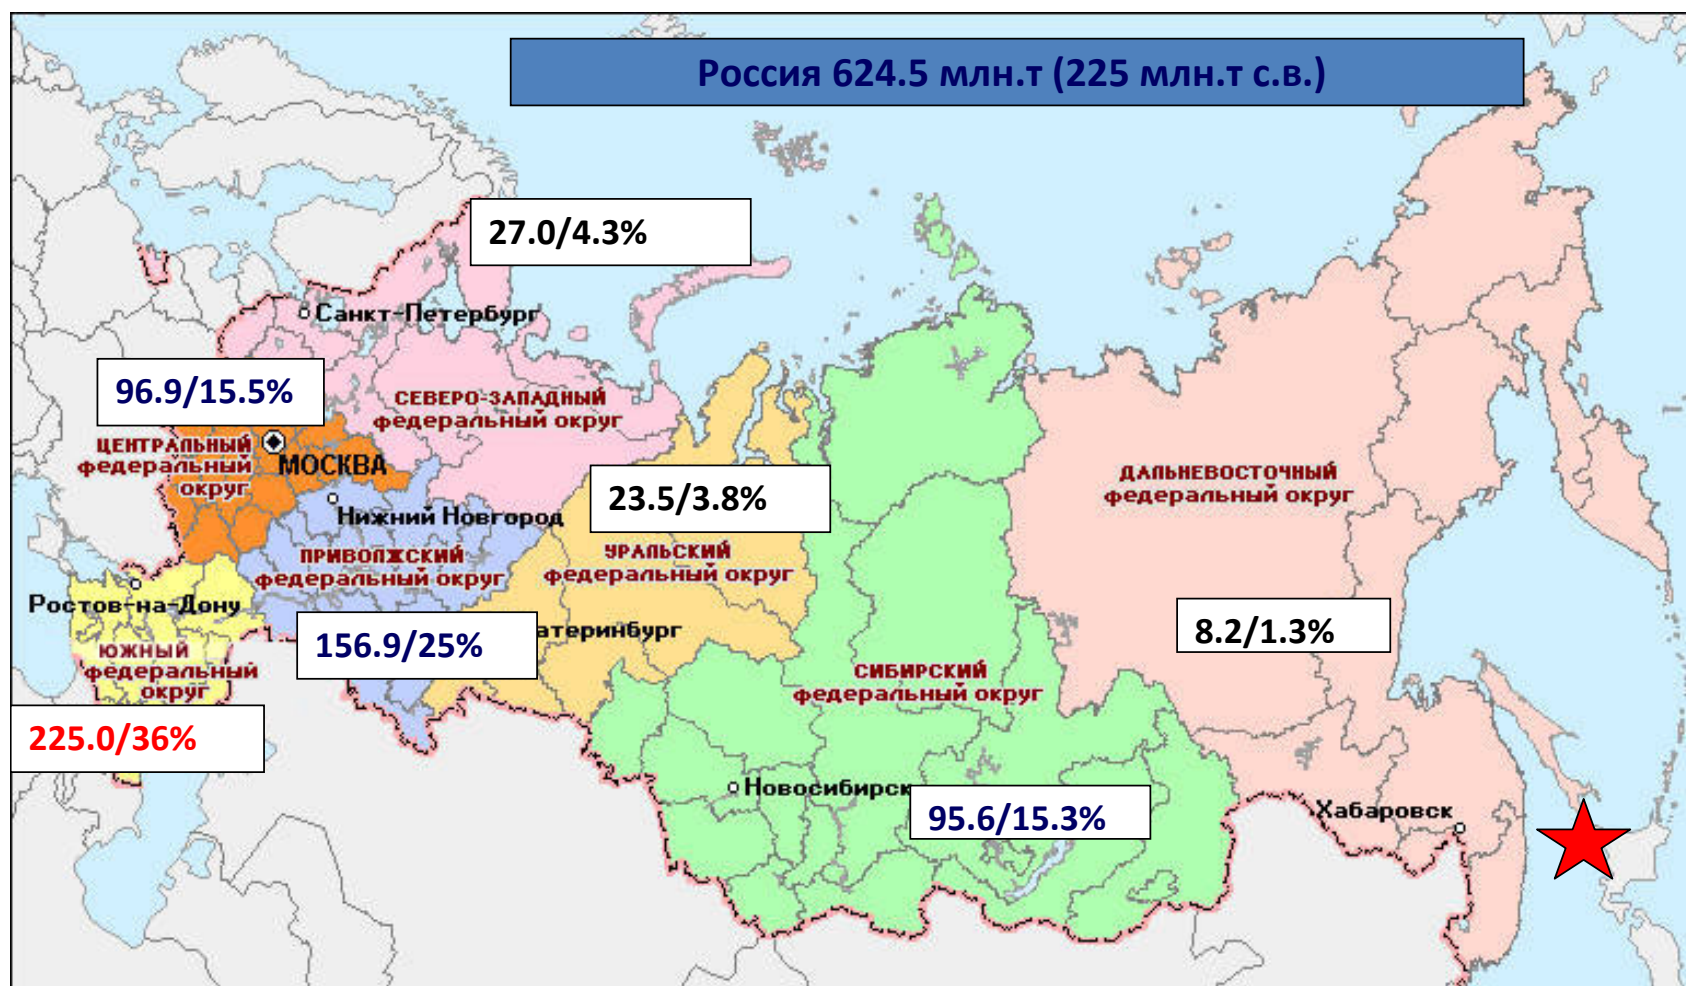 Россия 624.5 млн.т (225 млн.т с.в.)
27.0/4.3%
Санкт-Петербург
96.9/15.5%
СЕВЕРО-ЗАПАДНЫЙ
федеральный округ
ЦЕНТРАЛЬНЫЙ
федеральный
округ
МОСКВА
23.5/3.8%
ДАЛЬНЕВОСТОЧНЫЙ
федеральный округ
Нижний Новгород
ПРИВОЛЖСКИЙ
федеральный округ
УРАЛЬСКИЙ
федеральный округ
Ростов-на-Дону
156.9/25%
атеринбург
8.2/1.3%
ЮЖНЫЙ
федеральный
округ
СИБИРСКИЙ
федеральный округ
225.0/36%
Новосибирск
95.6/15.3%
Хабаровск